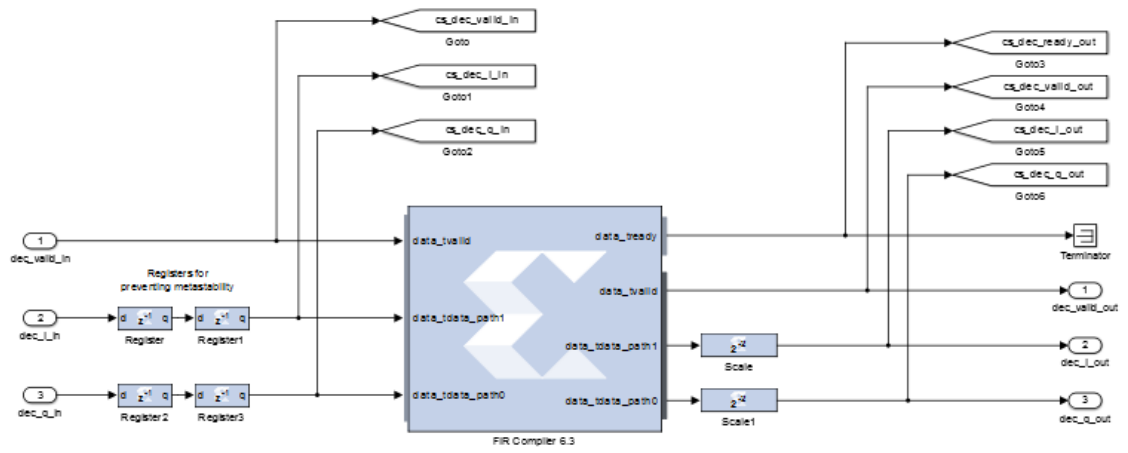 cs_dec_valid_in
Goto
cs_dec_i_in
Goto1
cs_dec_q_in
Goto2
cs_dec_ready_out
Goto3
cs_dec_valid_out
Goto4
cs_dec_i_out
Goto5
cs_dec_q_out
Goto6
1
dec_valid_in
data_tvalid
data_tready
Terminator
Registers for
preventing metastability
data_tvalid
1
dec_valid_out
2
dec_i_in
d z-1 q
Register
d z-1 q
Register1
data_tdata_path1
data_tdata_path1
2-2
Scale
2
dec_i_out
3
dec_q_in
d z-1 q
Register2
d z-1 q
Register3
data_tdata_path0
data_tdata_path0
2-2
Scale1
3
dec_q_out
FIR Compiler 6.3